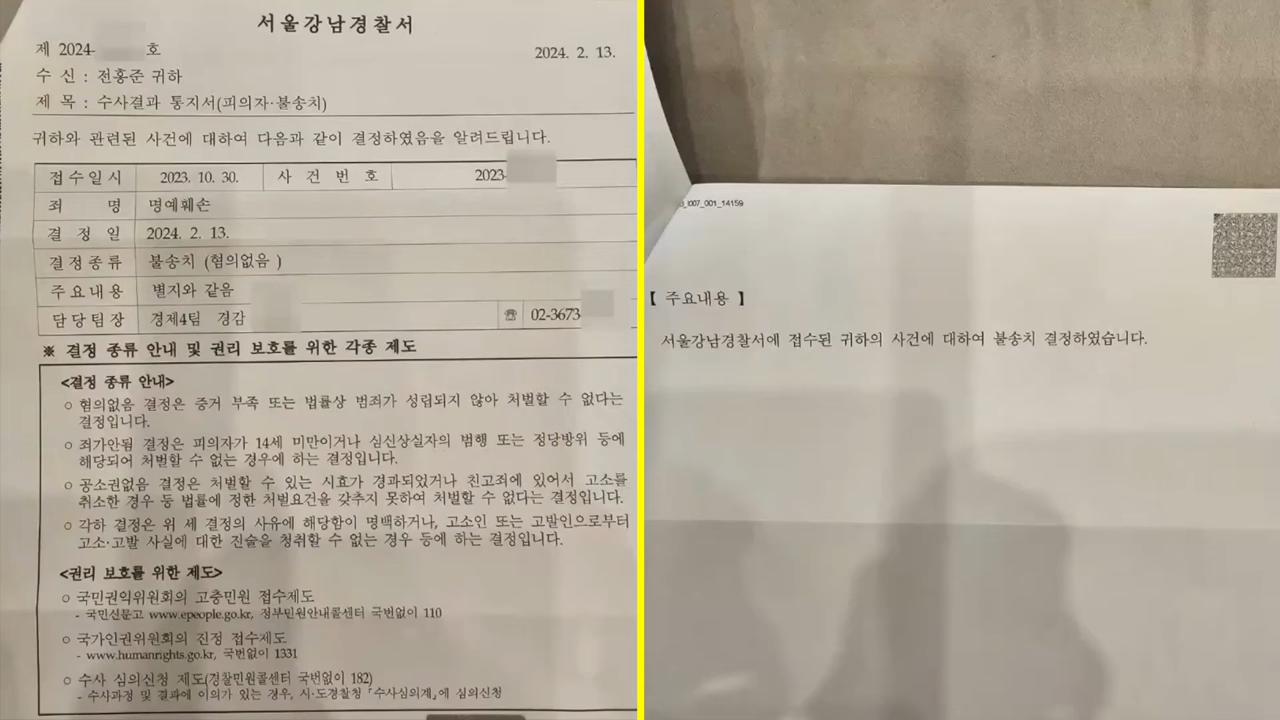 서울강남경찰서
제 2024- 호
2024. 2. 13.
수 신 : 전홍준 귀하
제 목 : 수사결과 통지서(피의자·불송치)
귀하와 관련된 사건에 대하여 다음과 같이 결정하였음을 알려드립니다.
접수일시 2023. 10. 30. 사 건 번 호 2023-
죄 명 명예훼손
결 정 일 2024. 2. 13.
결정종류 불송치 (혐의없음 )
주요내용 별지와 같음
담당팀장 경제4팀 경감 ☏ 02-3673
※ 결정 종류 안내 및 권리 보호를 위한 각종 제도
<결정 종류 안내>
○ 혐의없음 결정은 증거 부족 또는 법률상 범죄가 성립되지 않아 처벌할 수 없다는
결정입니다.
○ 죄가안됨 결정은 피의자가 14세 미만이거나 심신상실자의 범행 또는 정당방위 등에
해당되어 처벌할 수 없는 경우에 하는 결정입니다.
○ 공소권없음 결정은 처벌할 수 있는 시효가 경과되었거나 친고죄에 있어서 고소를
취소한 경우 등 법률에 정한 처벌요건을 갖추지 못하여 처벌할 수 없다는 결정입니다.
○ 각하 결정은 위 세 결정의 사유에 해당함이 명백하거나, 고소인 또는 고발인으로부터
고소·고발 사실에 대한 진술을 청취할 수 없는 경우 등에 하는 결정입니다.
<권리 보호를 위한 제도>
○ 국민권익위원회의 고충민원 접수제도
- 국민신문고 www.epeople.go.kr, 정부민원안내콜센터 국번없이 110
○ 국가인권위원회의 진정 접수제도
- www.humanrights.go.kr, 국번없이 1331
○ 수사 심의신청 제도(경찰민원콜센터 국번없이 182)
- 수사과정 및 결과에 이의가 있는 경우, 시·도경찰청 「수사심의계」에 심의신청
_I007_001_14159
【 주요내용 】
서울강남경찰서에 접수된 귀하의 사건에 대하여 불송치 결정하였습니다.